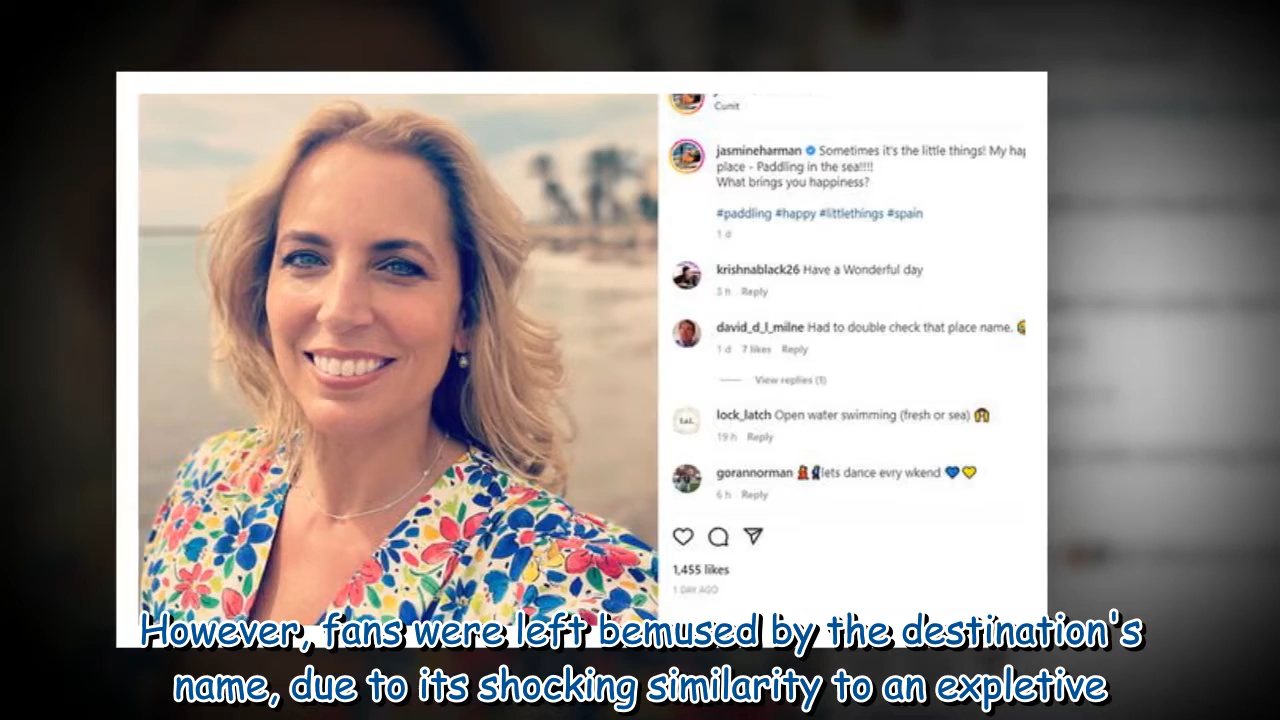 Cunit
jasmineharman Sometimes it's the little things! My
place - Paddling in the sea!!!!
What brings you happiness?
#paddling #happy #littlethings #spain
1 d
krishnablack26 Have a Wonderful day
3 h Reply
david_d_l_milne Had to double check that place name.
1 d 7 likes Reply
View replies (1)
lock_latch Open water swimming (fresh or sea)
19 h Reply
gorannorman lets dance evry wkend
6 h Reply
1,455 likes
1 DAY AGO
However, fans were left bemused by the destination's
name, due to its shocking similarity to an expletive